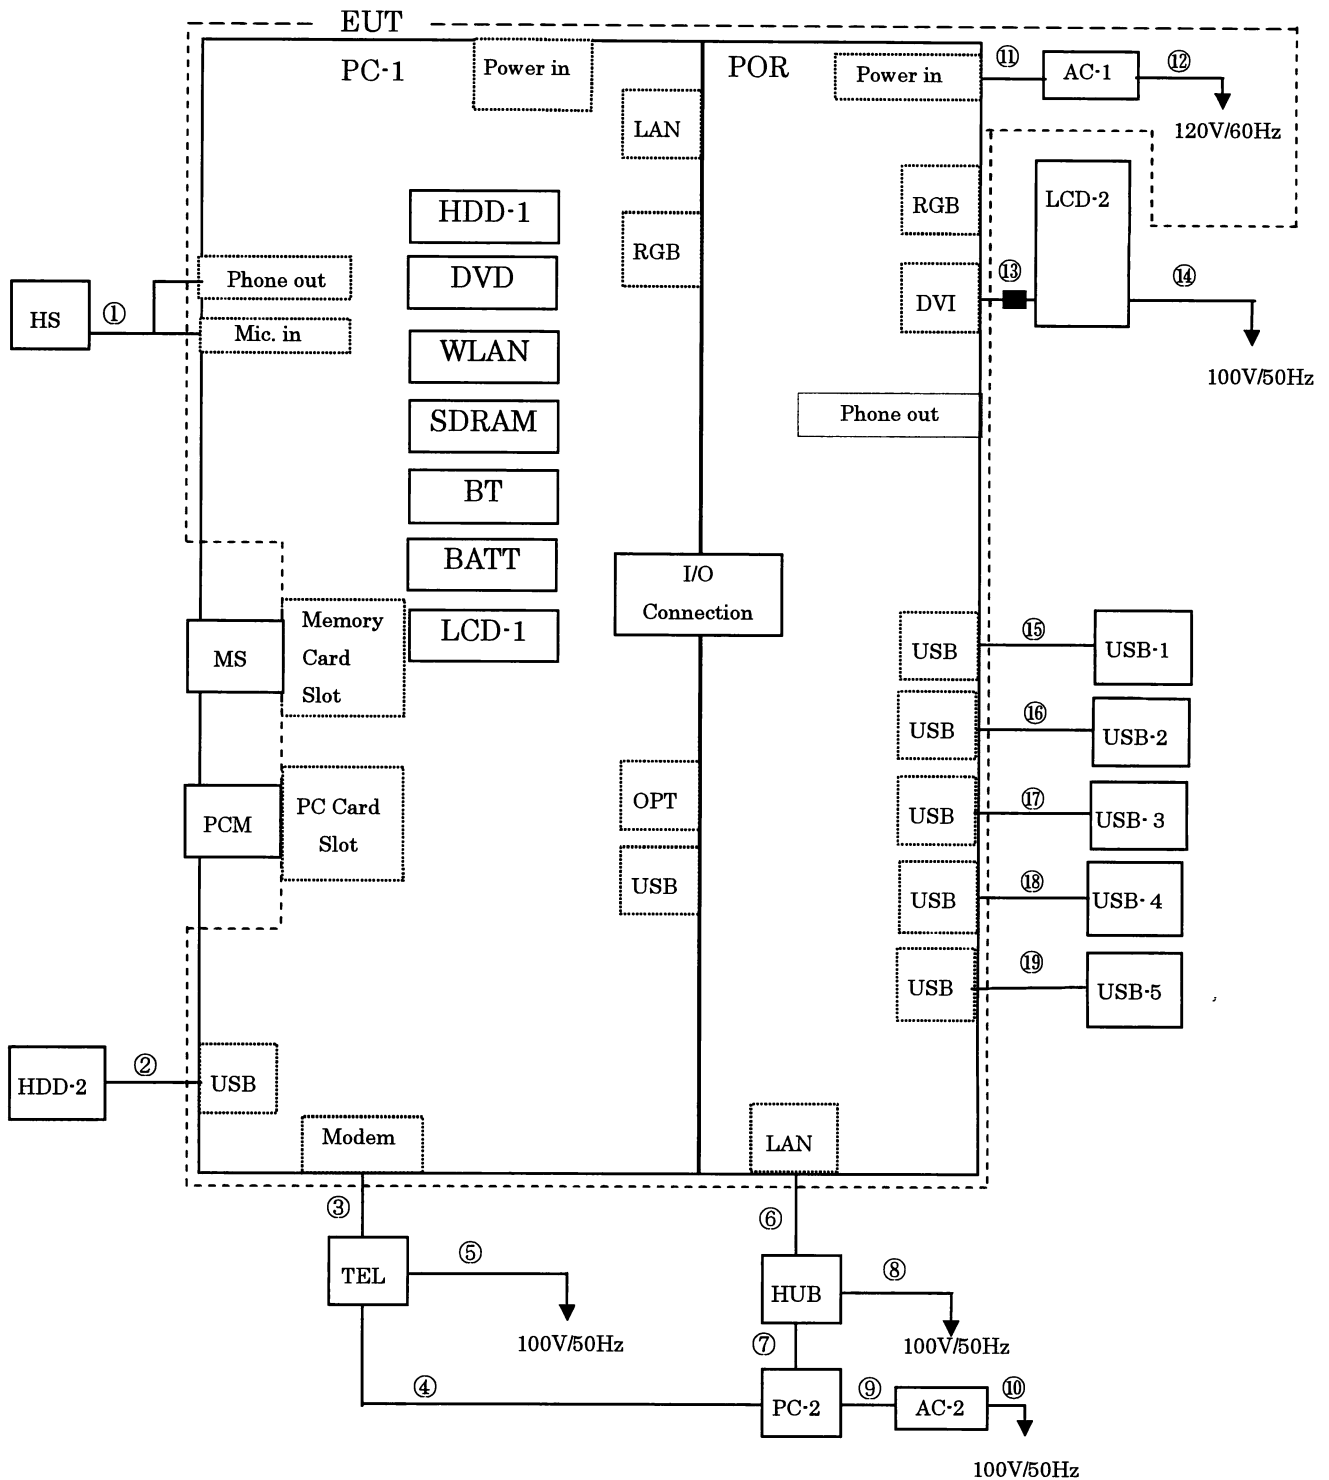 EUT
PC-1
Power in
POR
Power in
⑪
AC-1
⑫
120V/60Hz
LAN
HDD-1
RGB
RGB
LCD-2
DVD
Phone out
Mic. in
HS
①
DVI
⑬
⑭
100V/50Hz
WLAN
SDRAM
Phone out
BT
BATT
LCD-1
I/O
Connection
Memory
Card
Slot
MS
PC Card
Slot
PCM
OPT
USB
USB
⑮
USB-1
USB
⑯
USB-2
USB
⑰
USB-3
USB
⑱
USB-4
USB
⑲
USB-5
HDD-2
②
USB
Modem
LAN
③
TEL
⑤
100V/50Hz
④
⑥
HUB
⑧
100V/50Hz
⑦
PC-2
⑨
AC-2
⑩
100V/50Hz